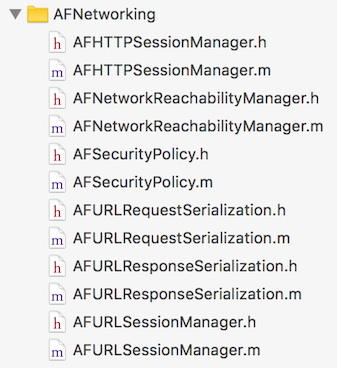 AFNetworking
h AFHTTPSessionManager.h
m AFHTTPSessionManager.m
h AFNetworkReachabilityManager.h
m AFNetworkReachabilityManager.m
h AFSecurityPolicy.h
m AFSecurityPolicy.m
h AFURLRequestSerialization.h
m AFURLRequestSerialization.m
h AFURLResponseSerialization.h
m AFURLResponseSerialization.m
h AFURLSessionManager.h
m AFURLSessionManager.m